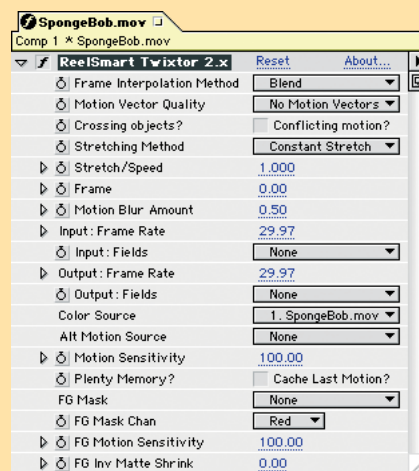 SpongeBob.mov
Comp 1 * SpongeBob.mov
ReelSmart Twixtor 2.x Reset About...
Frame Interpolation Method Blend
Motion Vector Quality No Motion Vectors
Crossing objects? Conflicting motion?
Stretching Method Constant Stretch
Stretch/Speed 1.000
Frame 0.00
Motion Blur Amount 0.50
Input: Frame Rate 29.97
Input: Fields None
Output: Frame Rate 29.97
Output: Fields None
Color Source 1. SpongeBob.mov
Alt Motion Source None
Motion Sensitivity 100.00
Plenty Memory? Cache Last Motion?
FG Mask None
FG Mask Chan Red
FG Motion Sensitivity 100.00
FG Inv Matte Shrink 0.00